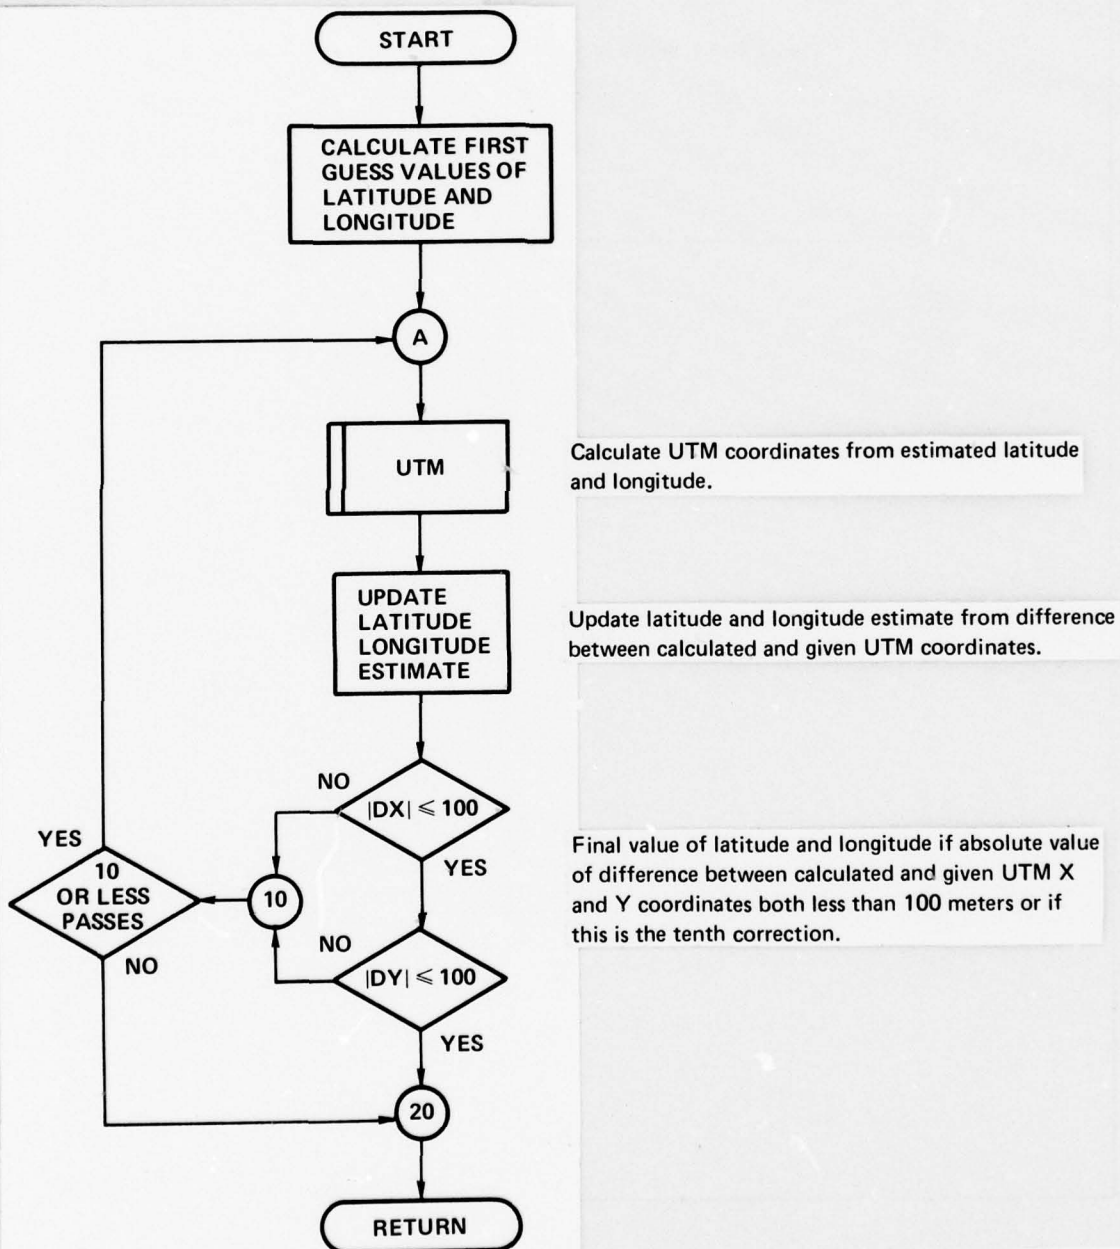 START
CALCULATE FIRST
GUESS VALUES OF
LATITUDE AND
LONGITUDE
A
UTM
Calculate UTM coordinates from estimated latitude
and longitude.
UPDATE
LATITUDE
LONGITUDE
ESTIMATE
Update latitude and longitude estimate from difference
between calculated and given UTM coordinates.
NO
|DX| ≤ 100
YES
YES
10
OR LESS
PASSES
NO
10
NO
|DY| ≤ 100
YES
Final value of latitude and longitude if absolute value
of difference between calculated and given UTM X
and Y coordinates both less than 100 meters or if
this is the tenth correction.
20
RETURN